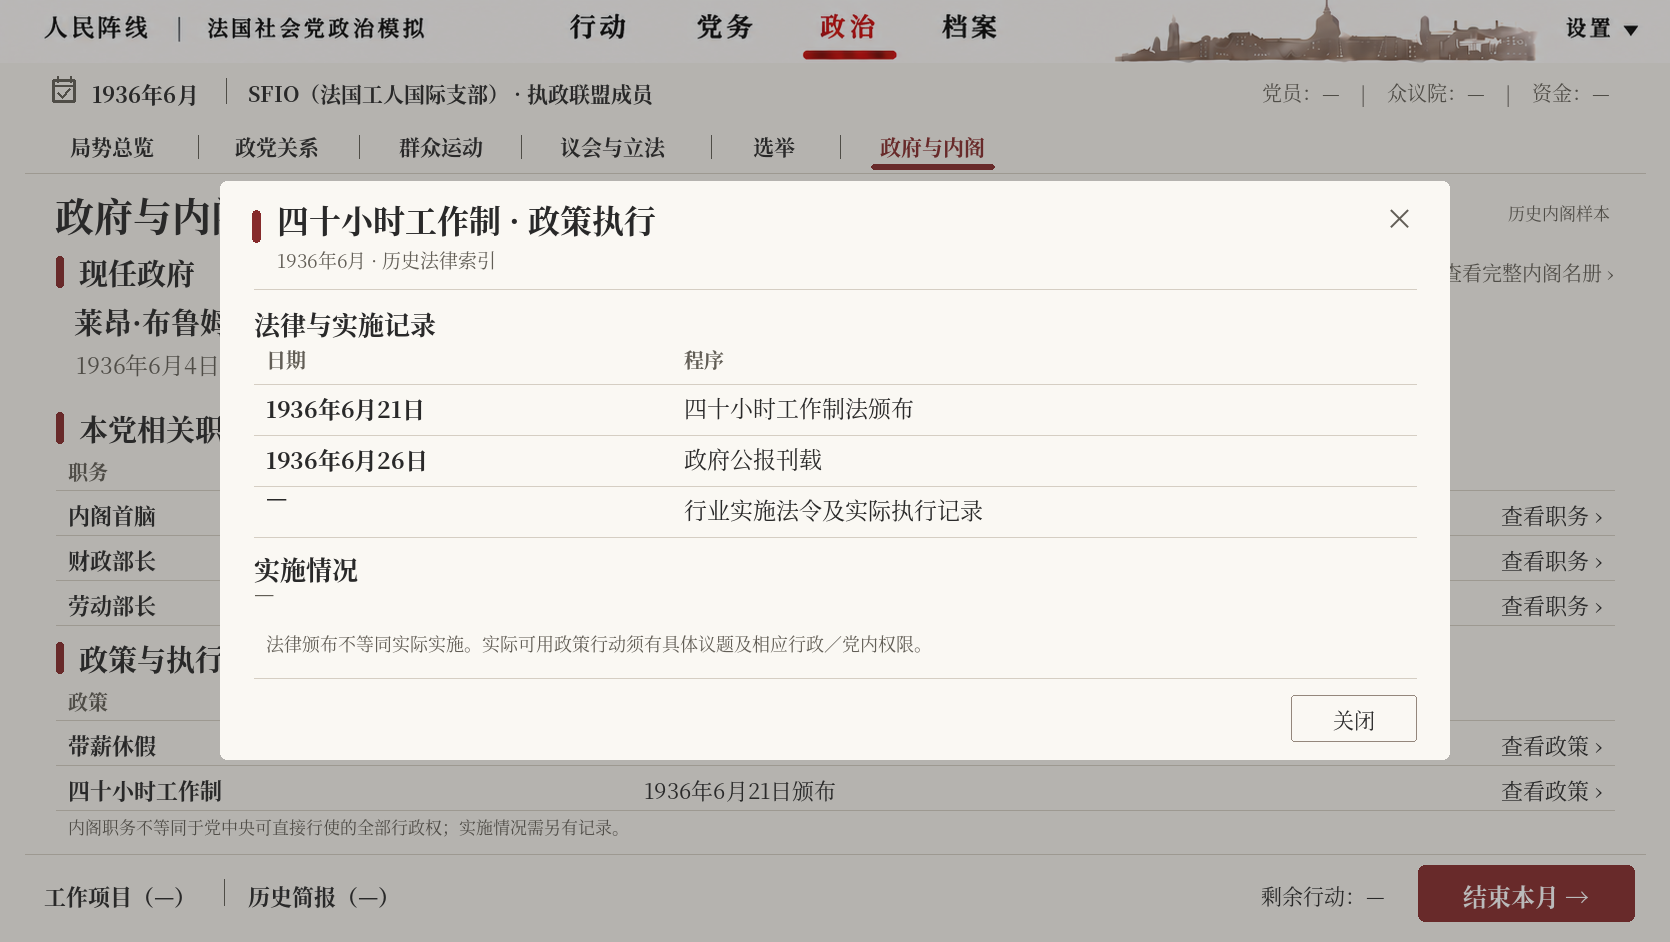 人民阵线 | 法国社会党政治模拟 行动 党务 政治 档案 设置 ▼
1936年6月 | SFIO（法国工人国际支部）· 执政联盟成员 党员：— | 众议院：— | 资金：—
局势总览 | 政党关系 | 群众运动 | 议会与立法 | 选举 | 政府与内阁
政府与内 历史内阁样本
现任政府 查看完整内阁名册 ›
莱昂·布鲁姆
1936年6月4日
本党相关职
职务
内阁首脑 查看职务 ›
财政部长 查看职务 ›
劳动部长 查看职务 ›
政策与执行
政策
带薪休假 查看政策 ›
四十小时工作制 1936年6月21日颁布 查看政策 ›
内阁职务不等同于党中央可直接行使的全部行政权；实施情况需另有记录。
四十小时工作制 · 政策执行 ×
1936年6月 · 历史法律索引
法律与实施记录
日期 程序
1936年6月21日 四十小时工作制法颁布
1936年6月26日 政府公报刊载
— 行业实施法令及实际执行记录
实施情况
—
法律颁布不等同实际实施。实际可用政策行动须有具体议题及相应行政／党内权限。
关闭
工作项目（—） | 历史简报（—） 剩余行动：— 结束本月 →